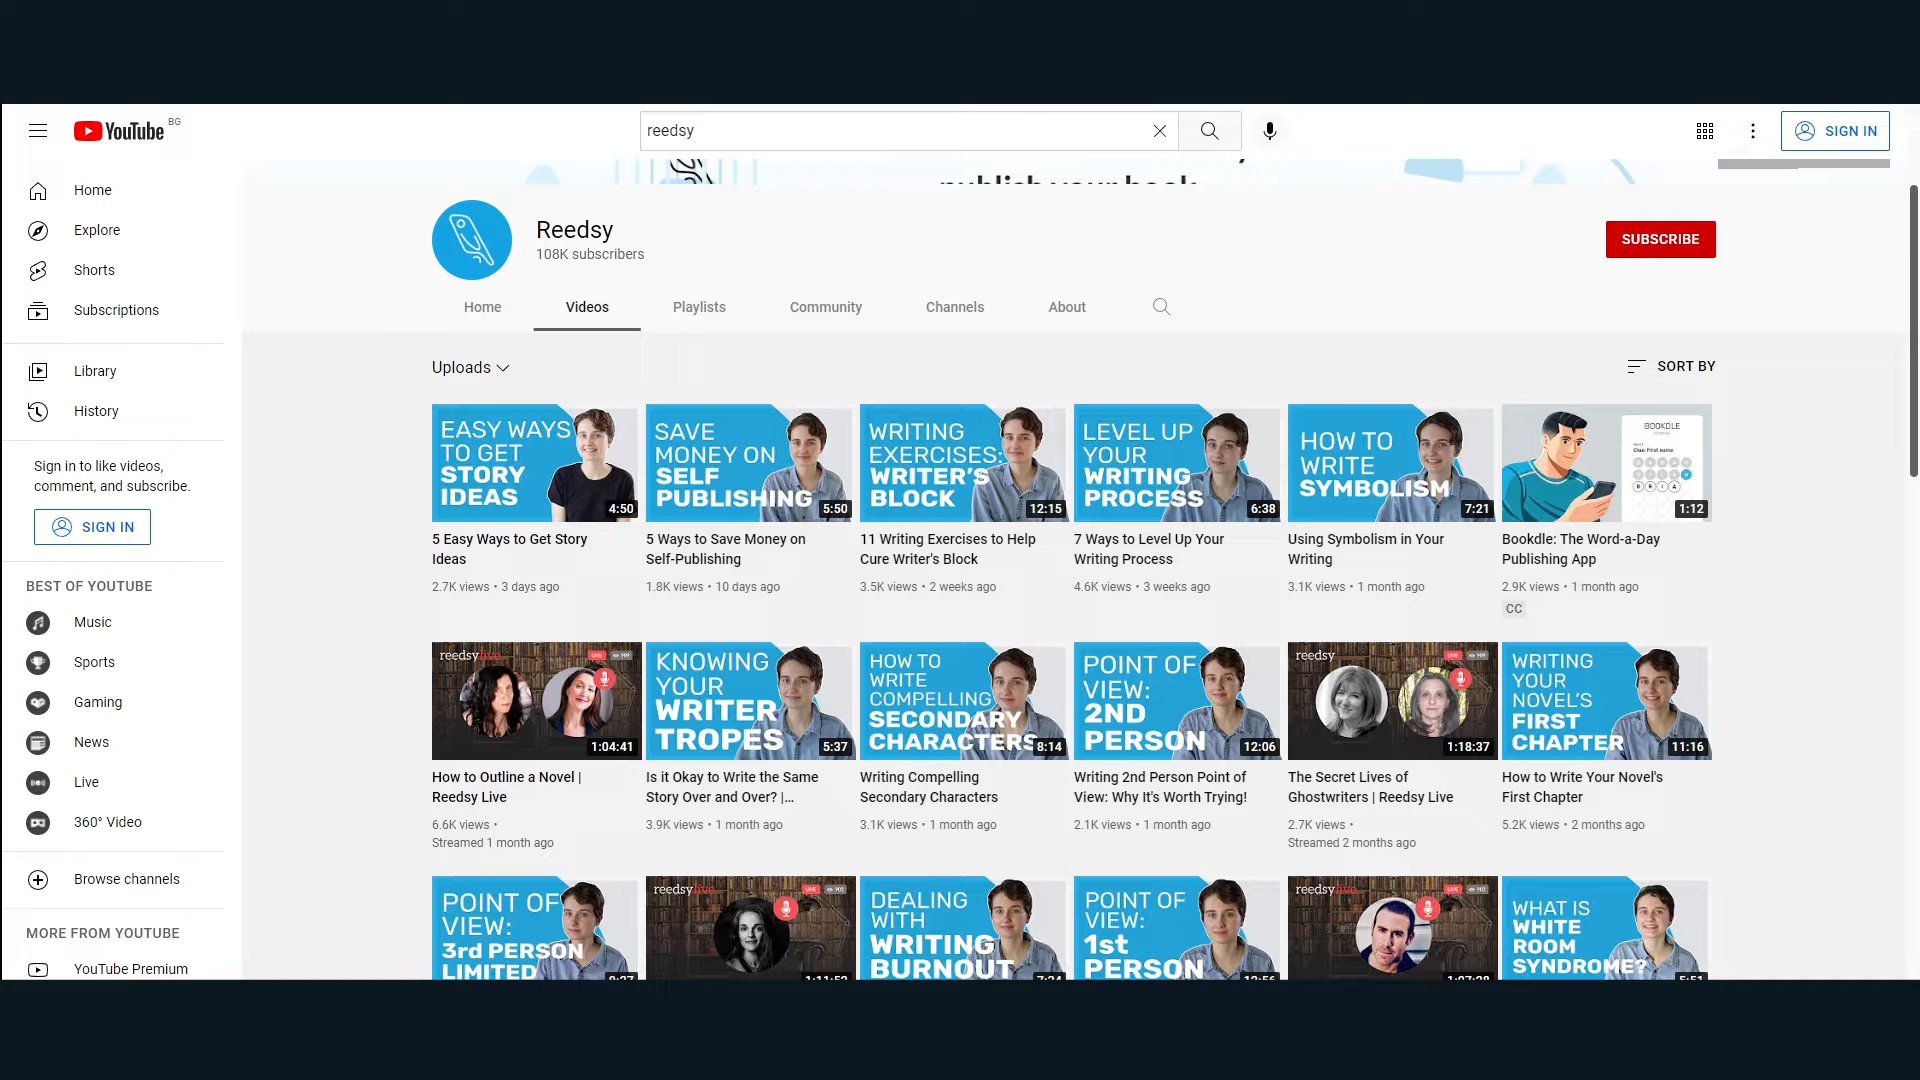 YouTube BG
reedsy
SIGN IN
Home
Explore
Shorts
Subscriptions
Library
History
Sign in to like videos,
comment, and subscribe.
SIGN IN
BEST OF YOUTUBE
Music
Sports
Gaming
News
Live
360° Video
Browse channels
MORE FROM YOUTUBE
YouTube Premium
publish your book
Reedsy
108K subscribers
SUBSCRIBE
Home Videos Playlists Community Channels About
Uploads
SORT BY
EASY WAYS
TO GET
STORY
IDEAS
4:50
5 Easy Ways to Get Story
Ideas
2.7K views • 3 days ago
SAVE
MONEY ON
SELF
PUBLISHING
5:50
5 Ways to Save Money on
Self-Publishing
1.8K views • 10 days ago
WRITING
EXERCISES:
WRITER'S
BLOCK
12:15
11 Writing Exercises to Help
Cure Writer's Block
3.5K views • 2 weeks ago
LEVEL UP
YOUR
WRITING
PROCESS
6:38
7 Ways to Level Up Your
Writing Process
4.6K views • 3 weeks ago
HOW TO
WRITE
SYMBOLISM
7:21
Using Symbolism in Your
Writing
3.1K views • 1 month ago
BOOKDLE
Clue: First name
B R I A
1:12
Bookdle: The Word-a-Day
Publishing App
2.9K views • 1 month ago
CC
reedsylive
LIVE
1:04:41
How to Outline a Novel |
Reedsy Live
6.6K views •
Streamed 1 month ago
KNOWING
YOUR
WRITER
TROPES
5:37
Is it Okay to Write the Same
Story Over and Over? |...
3.9K views • 1 month ago
HOW TO
WRITE
COMPELLING
SECONDARY
CHARACTERS
8:14
Writing Compelling
Secondary Characters
3.1K views • 1 month ago
POINT OF
VIEW:
2ND
PERSON
12:06
Writing 2nd Person Point of
View: Why It's Worth Trying!
2.1K views • 1 month ago
reedsy
LIVE
1:18:37
The Secret Lives of
Ghostwriters | Reedsy Live
2.7K views •
Streamed 2 months ago
WRITING
YOUR
NOVEL'S
FIRST
CHAPTER
11:16
How to Write Your Novel's
First Chapter
5.2K views • 2 months ago
POINT OF
VIEW:
3rd PERSON
LIMITED
reedsylive
LIVE
DEALING
WITH
WRITING
BURNOUT
POINT OF
VIEW:
1st
PERSON
reedsylive
LIVE
WHAT IS
WHITE
ROOM
SYNDROME?